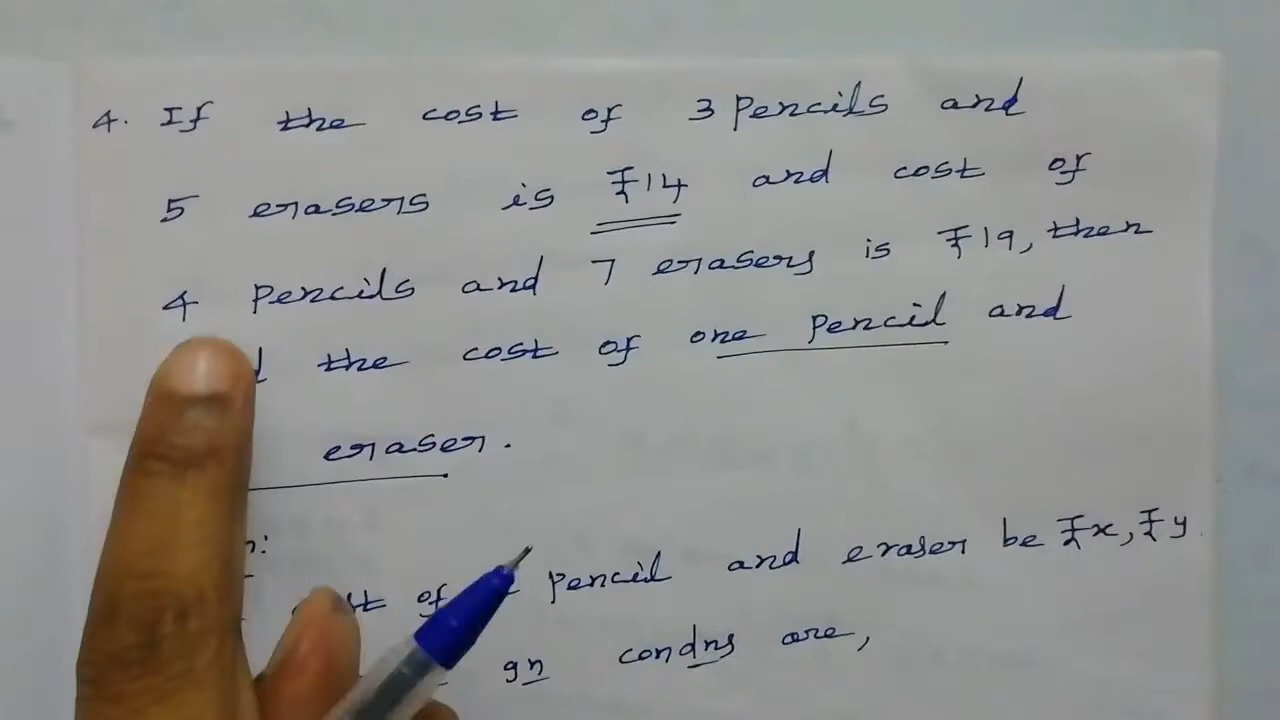 4. If the cost of 3 pencils and
5 erasers is ₹14 and cost of
4 pencils and 7 erasers is ₹19, then
the cost of one pencil and
eraser.
pencil and eraser be ₹x, ₹y.
gn condns are,